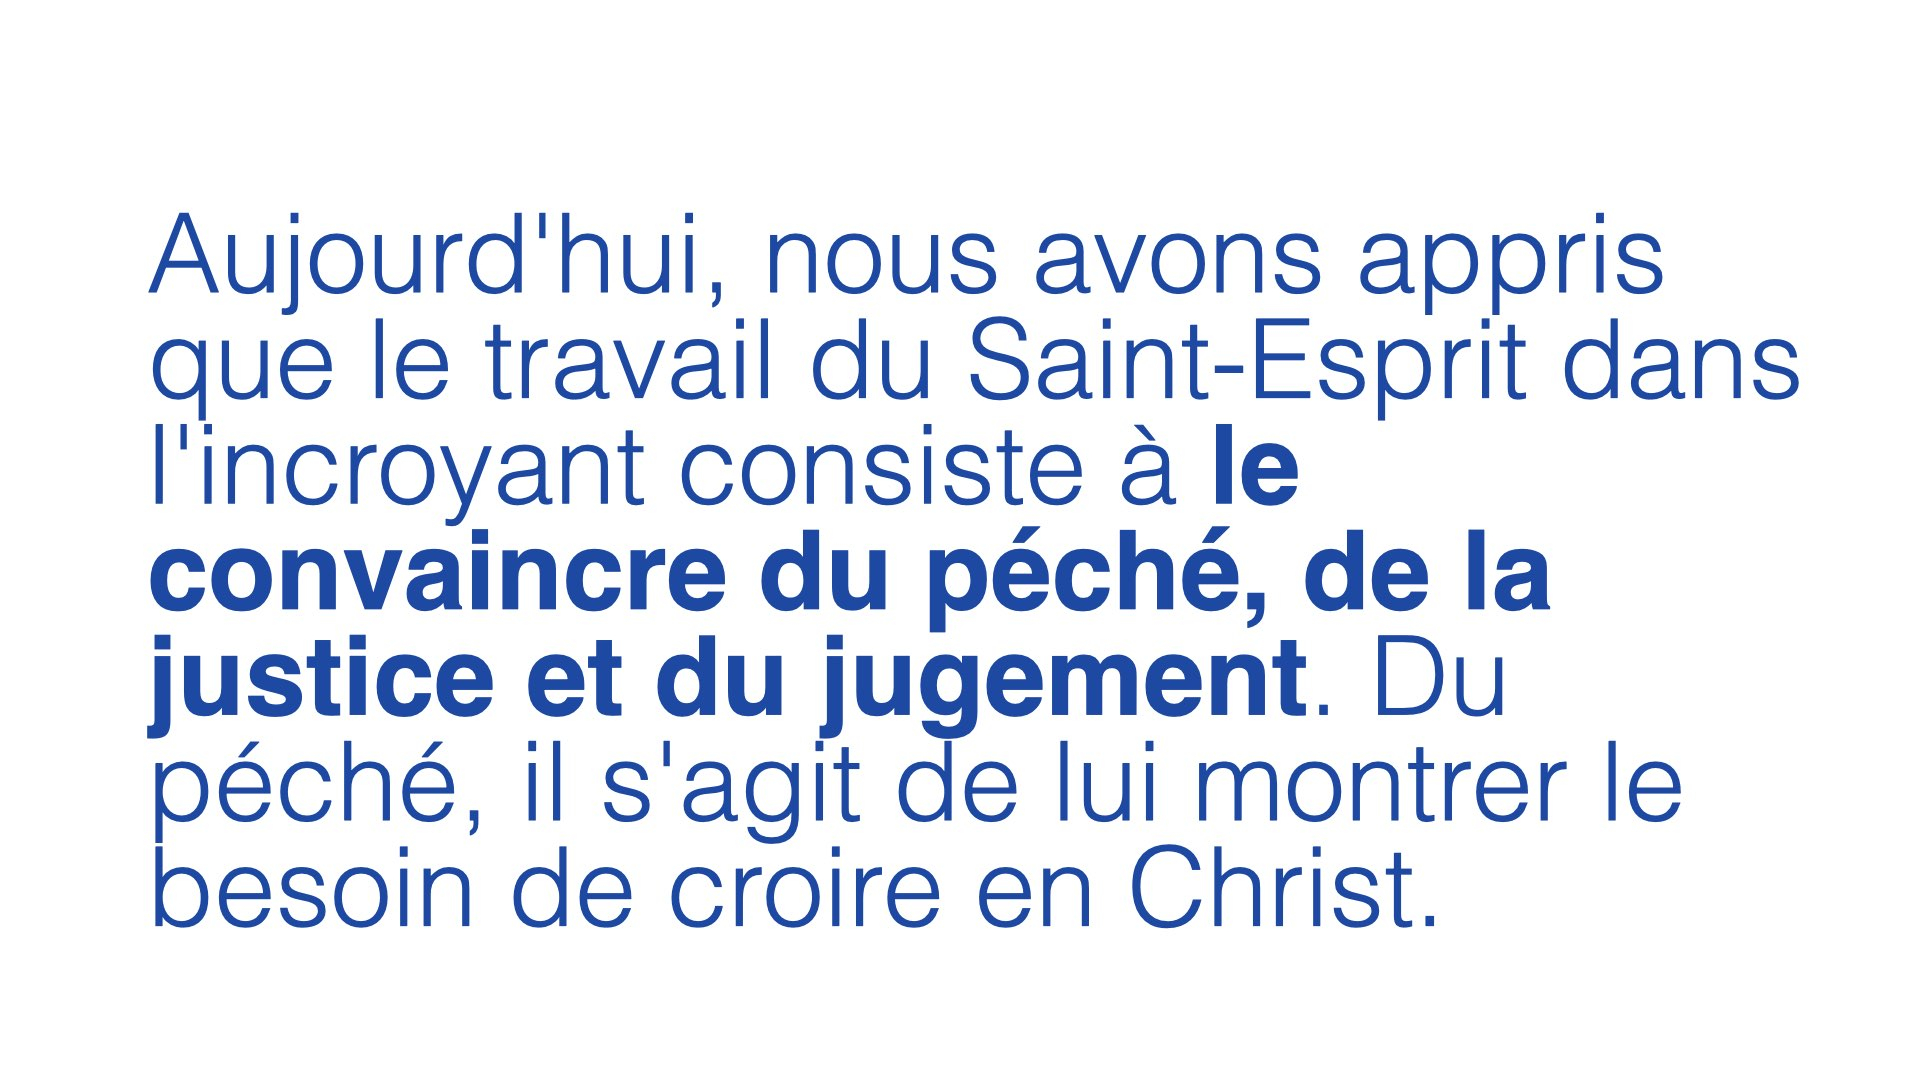 Aujourd'hui, nous avons appris
que le travail du Saint-Esprit dans
l'incroyant consiste à le
convaincre du péché, de la
justice et du jugement. Du
péché, il s'agit de lui montrer le
besoin de croire en Christ.